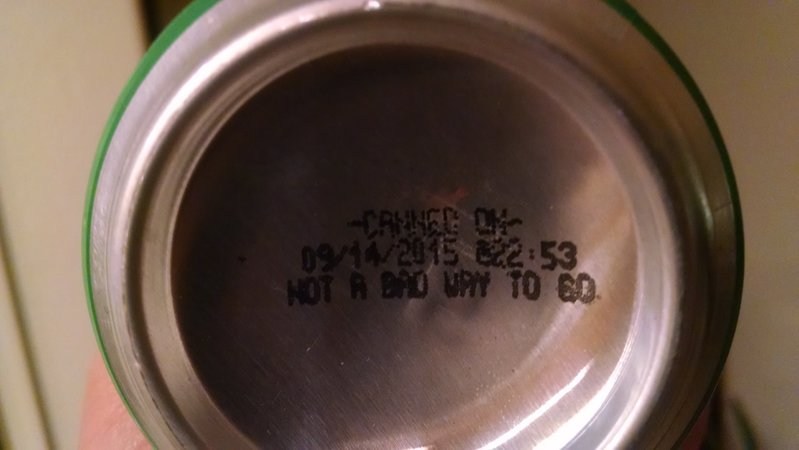 ~CANNED ON~
09/14/2015 @22:53
NOT A BAD WAY TO GO